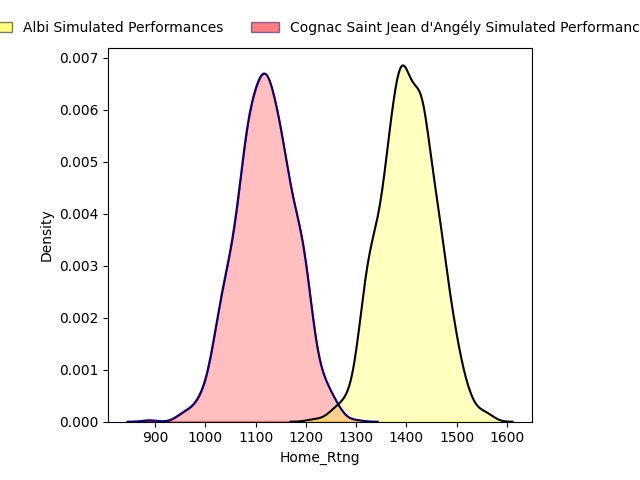 Albi Simulated Performances
Cognac Saint Jean d'Angély Simulated Performanc
0.007
0.006
0.005
0.004
0.003
0.002
0.001
0.000
Density
900 1000 1100 1200 1300 1400 1500 1600
Home_Rtng